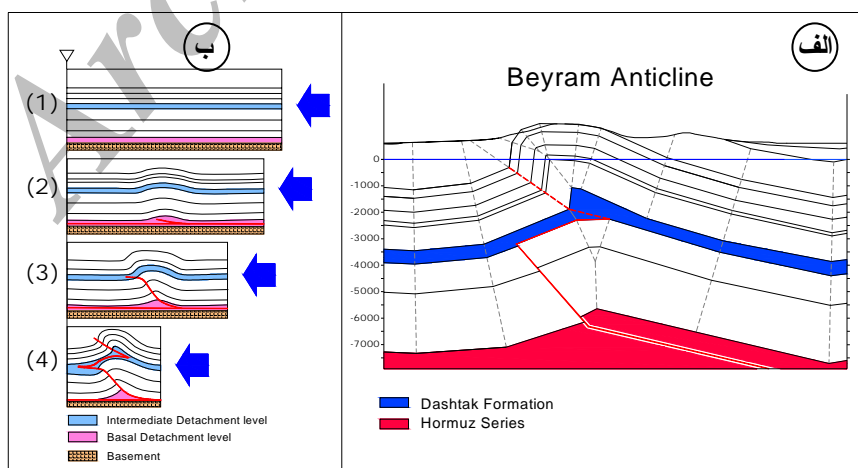 ب
الف
Beyram Anticline
(1)
(2)
(3)
(4)
0
-1000
-2000
-3000
-4000
-5000
-6000
-7000
Intermediate Detachment level
Basal Detachment level
Basement
Dashtak Formation
Hormuz Series